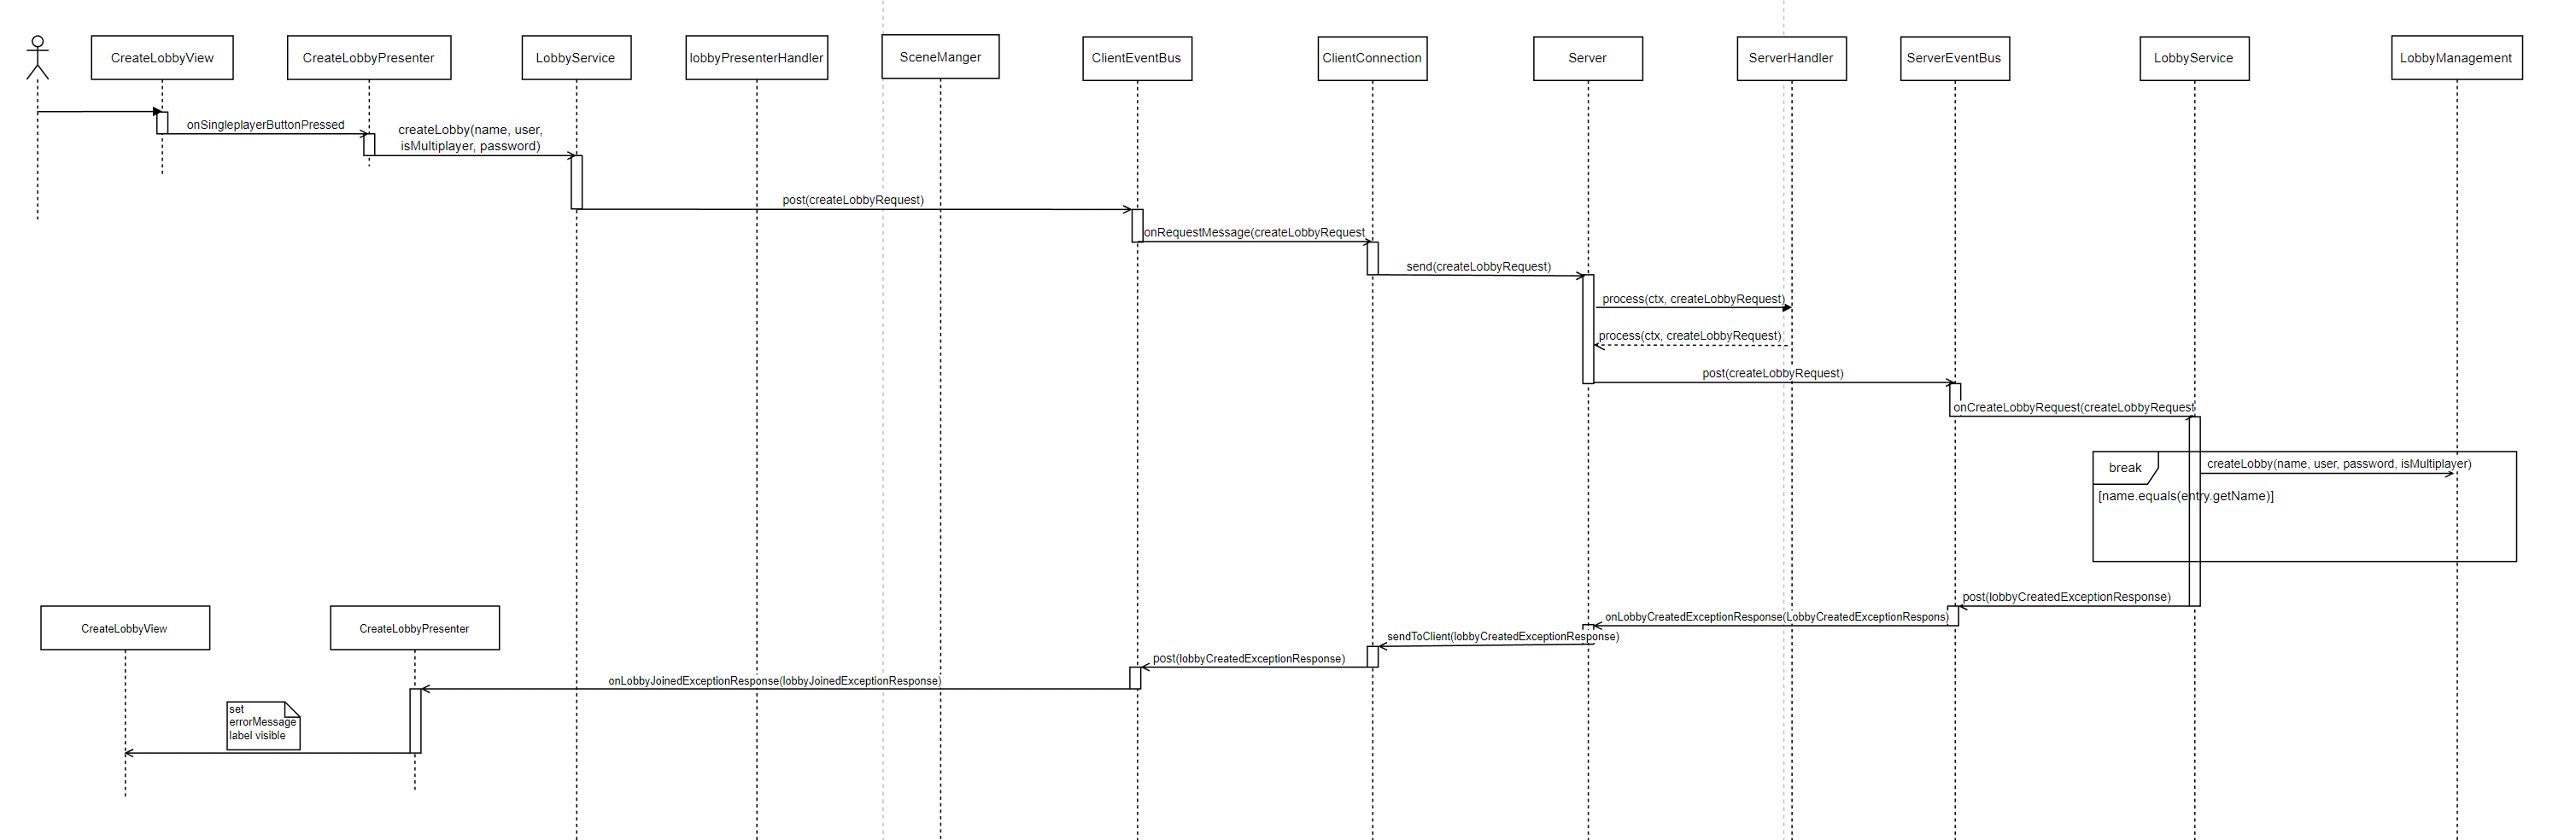 CreateLobbyView
CreateLobbyPresenter
LobbyService
lobbyPresenterHandler
SceneManger
ClientEventBus
ClientConnection
Server
ServerHandler
ServerEventBus
LobbyService
LobbyManagement
onSingleplayerButtonPressed
createLobby(name, user,
isMultiplayer, password)
post(createLobbyRequest)
onRequestMessage(createLobbyRequest
send(createLobbyRequest)
process(ctx, createLobbyRequest)
process(ctx, createLobbyRequest)
post(createLobbyRequest)
onCreateLobbyRequest(createLobbyRequest
break
createLobby(name, user, password, isMultiplayer)
[name.equals(entry.getName)]
post(lobbyCreatedExceptionResponse)
onLobbyCreatedExceptionResponse(LobbyCreatedExceptionRespons)
sendToClient(lobbyCreatedExceptionResponse)
post(lobbyCreatedExceptionResponse)
onLobbyJoinedExceptionResponse(lobbyJoinedExceptionResponse)
CreateLobbyView
CreateLobbyPresenter
set
errorMessage
label visible